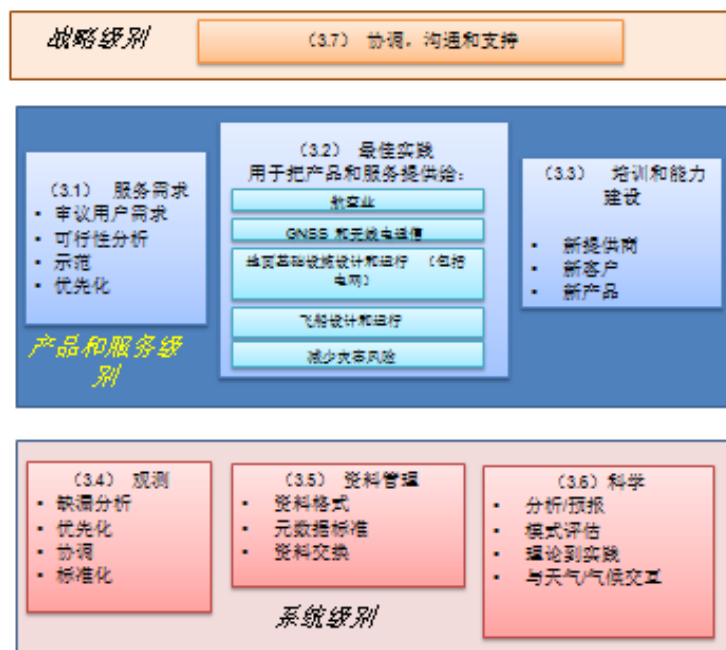 战略级别
（3.7） 协调，沟通和支持
（3.1） 服务需求
• 审议用户需求
• 可行性分析
• 示范
• 优先化
产品和服务级
别
（3.2） 最佳实践
用于把产品和服务提供给：
航空业
GNSS 和无线电通信
地面基础设施设计和运行 （包括
电网）
飞船设计和运行
减少灾害风险
（3.3） 培训和能力
建设
• 新提供商
• 新客户
• 新产品
（3.4） 观测
• 缺漏分析
• 优先化
• 协调
• 标准化
（3.5） 资料管理
• 资料格式
• 元数据标准
• 资料交换
（3.6）科学
• 分析/预报
• 模式评估
• 理论到实践
• 与天气/气候交互
系统级别